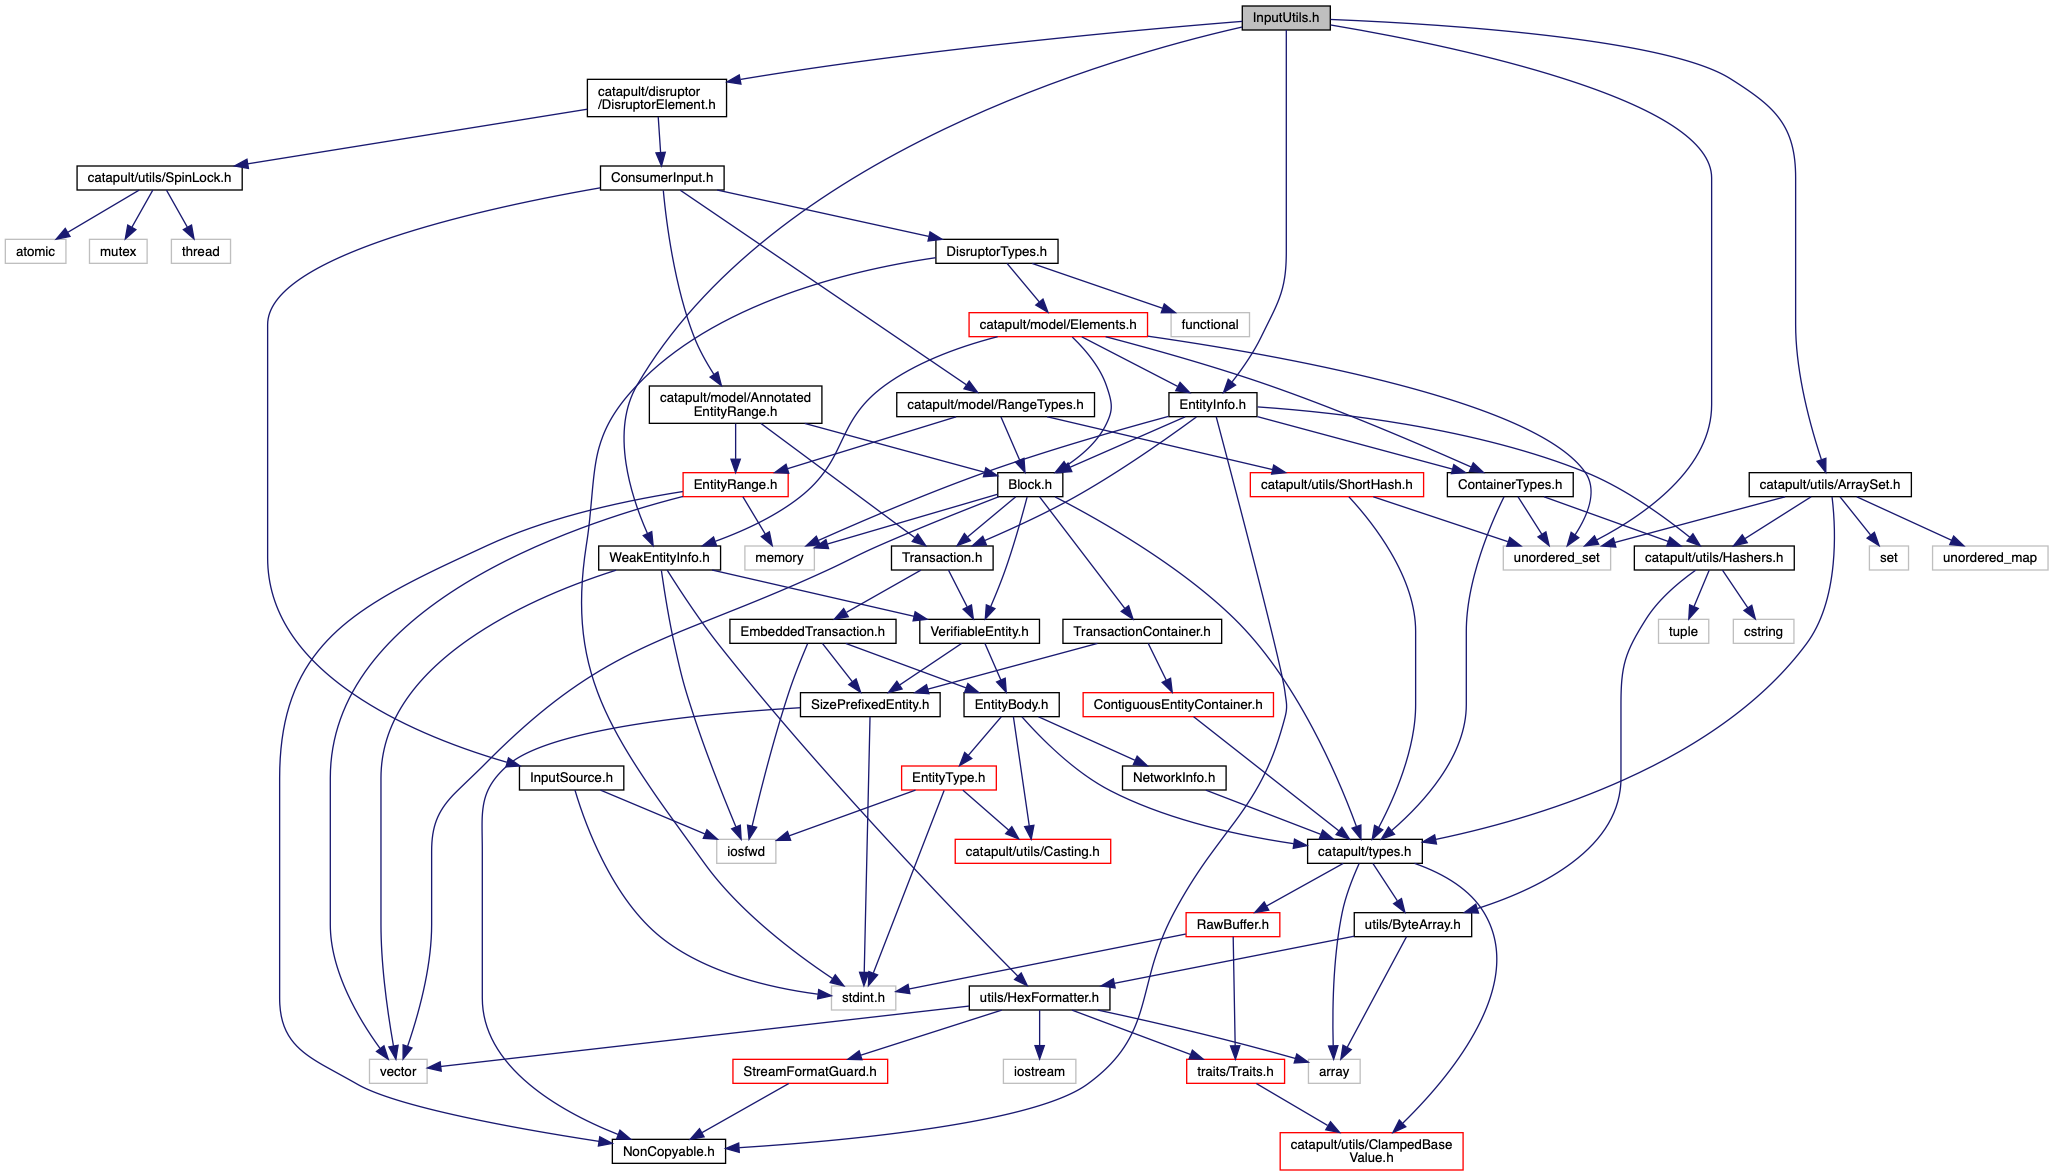 InputUtils.h
catapult/disruptor
/DisruptorElement.h
catapult/utils/SpinLock.h
ConsumerInput.h
atomic
mutex
thread
DisruptorTypes.h
catapult/model/Elements.h
functional
catapult/model/Annotated
EntityRange.h
catapult/model/RangeTypes.h
EntityInfo.h
EntityRange.h
Block.h
catapult/utils/ShortHash.h
ContainerTypes.h
catapult/utils/ArraySet.h
WeakEntityInfo.h
memory
Transaction.h
unordered_set
catapult/utils/Hashers.h
set
unordered_map
EmbeddedTransaction.h
VerifiableEntity.h
TransactionContainer.h
tuple
cstring
SizePrefixedEntity.h
EntityBody.h
ContiguousEntityContainer.h
InputSource.h
EntityType.h
NetworkInfo.h
iosfwd
catapult/utils/Casting.h
catapult/types.h
RawBuffer.h
utils/ByteArray.h
stdint.h
utils/HexFormatter.h
vector
StreamFormatGuard.h
iostream
traits/Traits.h
array
NonCopyable.h
catapult/utils/ClampedBase
Value.h